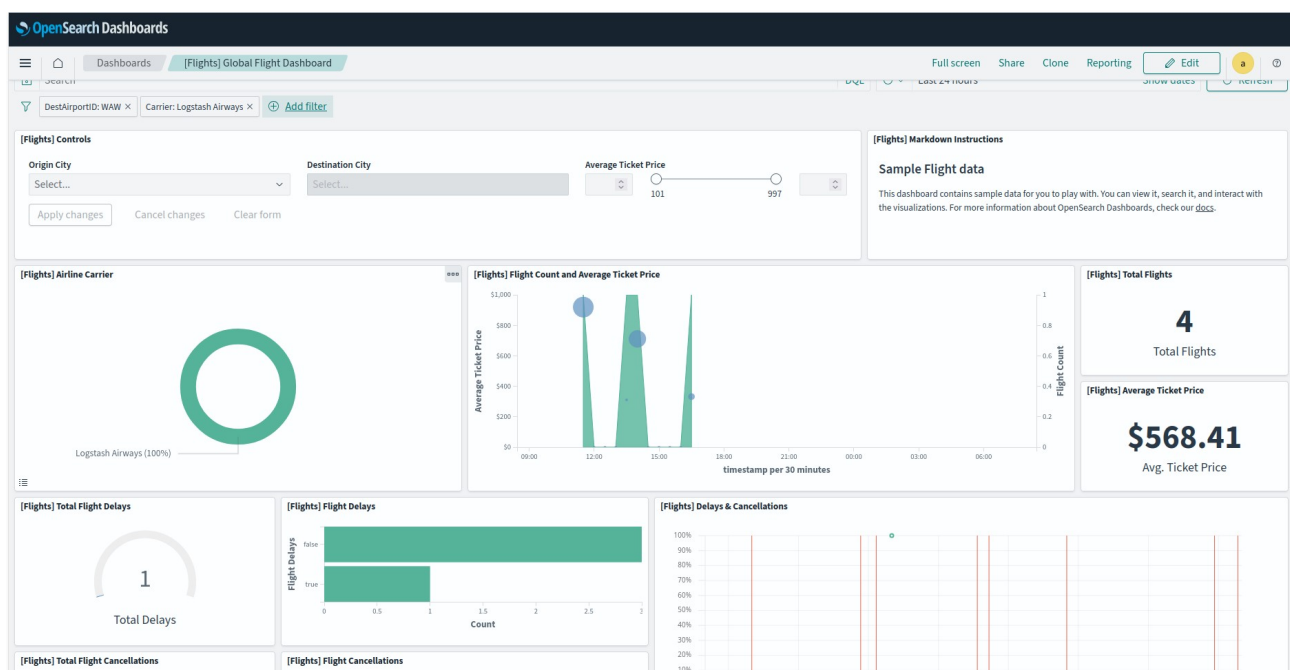 OpenSearch Dashboards
Dashboards
[Flights] Global Flight Dashboard
Full screen Share Clone Reporting Edit a
Search DQL Last 24 hours Show dates Refresh
DestAirportID: WAW × Carrier: Logstash Airways × Add filter
[Flights] Controls
Origin City Destination City Average Ticket Price
Select... Select...
101 997
Apply changes Cancel changes Clear form
[Flights] Markdown Instructions
Sample Flight data
This dashboard contains sample data for you to play with. You can view it, search it, and interact with
the visualizations. For more information about OpenSearch Dashboards, check our docs.
[Flights] Airline Carrier
Logstash Airways (100%)
[Flights] Flight Count and Average Ticket Price
Average Ticket Price
$1,000
$800
$600
$400
$200
$0
09:00 12:00 15:00 18:00 21:00 00:00 03:00 06:00
timestamp per 30 minutes
1
0.8
0.6
0.4
0.2
0
Flight Count
[Flights] Total Flights
4
Total Flights
[Flights] Average Ticket Price
$568.41
Avg. Ticket Price
[Flights] Total Flight Delays
1
Total Delays
[Flights] Flight Delays
Flight Delays
false
true
0 0.5 1 1.5 2 2.5 3
Count
[Flights] Delays & Cancellations
100%
90%
80%
70%
60%
50%
40%
30%
20%
10%
[Flights] Total Flight Cancellations
[Flights] Flight Cancellations